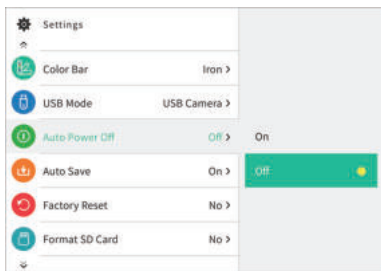 Settings
Color Bar Iron >
USB Mode USB Camera >
Auto Power Off Off > On
Auto Save On > Off
Factory Reset No >
Format SD Card No >